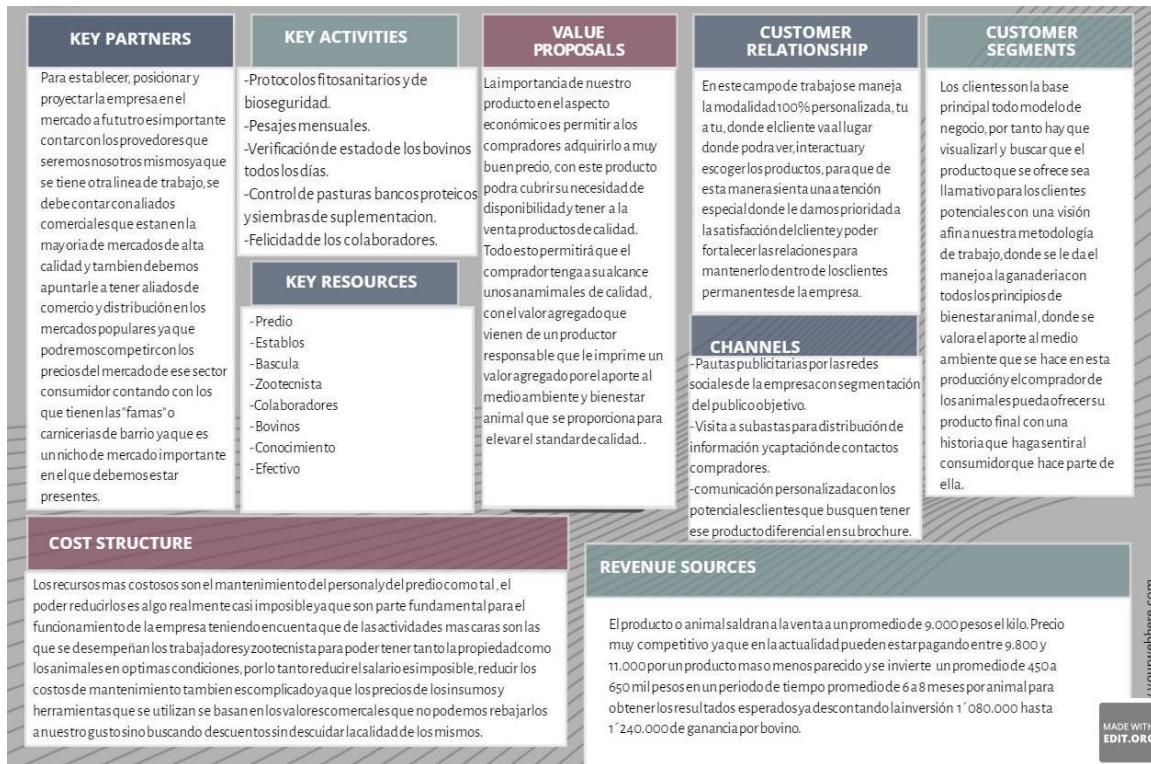 KEY PARTNERS
Para establecer, posicionar y
proyectar la empresa en el
mercado a fututro es importante
contar con los provedores que
seremos nosotros mismos ya que
se tiene otra linea de trabajo, se
debe contar con aliados
comerciales que estan en la
mayoria de mercados de alta
calidad y tambien debemos
apuntarle a tener aliados de
comercio y distribución en los
mercados populares ya que
podremos competir con los
precios del mercado de ese sector
consumidor contando con los
que tienen las "famas" o
carnicerias de barrio ya que es
un nicho de mercado importante
en el que debemos estar
presentes.
KEY ACTIVITIES
-Protocolos fitosanitarios y de
bioseguridad.
-Pesajes mensuales.
-Verificación de estado de los bovinos
todos los días.
-Control de pasturas bancos proteicos
y siembras de suplementacion.
-Felicidad de los colaboradores.
KEY RESOURCES
-Predio
-Establos
-Bascula
-Zootecnista
-Colaboradores
-Bovinos
-Conocimiento
-Efectivo
VALUE
PROPOSALS
La importancia de nuestro
producto en el aspecto
económico es permitir a los
compradores adquirirlo a muy
buen precio, con este producto
podra cubrir su necesidad de
disponibilidad y tener a la
venta productos de calidad.
Todo esto permitirá que el
comprador tenga a su alcance
unos anamimales de calidad,
con el valor agregado que
vienen de un productor
responsable que le imprime un
valor agregado por el aporte al
medio ambiente y bienestar
animal que se proporciona para
elevar el standar de calidad..
CUSTOMER
RELATIONSHIP
En este campo de trabajo se maneja
la modalidad 100% personalizada, tu
a tu, donde el cliente va al lugar
donde podra ver, interactuar y
escoger los productos, para que de
esta manera sienta una atención
especial donde le damos prioridad a
la satisfacción del cliente y poder
fortalecer las relaciones para
mantenerlo dentro de los clientes
permanentes de la empresa.
CHANNELS
-Pautas publicitarias por las redes
sociales de la empresa con segmentación
del publico objetivo.
-Visita a subastas para distribución de
información y captación de contactos
compradores.
-comunicación personalizada con los
potenciales clientes que busquen tener
ese producto diferencial en su brochure.
CUSTOMER
SEGMENTS
Los clientes son la base
principal todo modelo de
negocio, por tanto hay que
visualizarl y buscar que el
producto que se ofrece sea
llamativo para los clientes
potenciales con una visión
afin a nuestra metodología
de trabajo, donde se le da el
manejo a la ganaderia con
todos los principios de
bienestar animal, donde se
valora el aporte al medio
ambiente que se hace en esta
producción y el comprador de
los animales pueda ofrecer su
producto final con una
historia que haga sentir al
consumidor que hace parte de
ella.
COST STRUCTURE
Los recursos mas costosos son el mantenimiento del personal y del predio como tal, el
poder reducirlos es algo realmente casi imposible ya que son parte fundamental para el
funcionamiento de la empresa teniendo encuenta que de las actividades mas caras son las
que se desempeñan los trabajadores y zootecnista para poder tener tanto la propiedad como
los animales en optimas condiciones, por lo tanto reducir el salario es imposible, reducir los
costos de mantenimiento tambien es complicado ya que los precios de los insumos y
herramientas que se utilizan se basan en los valores comercales que no podemos rebajarlos
a nuestro gusto sino buscando descuentos sin descuidar la calidad de los mismos.
REVENUE SOURCES
El producto o animal saldran a la venta a un promedio de 9.000 pesos el kilo. Precio
muy competitivo ya que en la actualidad pueden estar pagando entre 9.800 y
11.000 por un producto mas o menos parecido y se invierte un promedio de 450 a
650 mil pesos en un periodo de tiempo promedio de 6 a 8 meses por animal para
obtener los resultados esperados ya descontando la inversión 1´080.000 hasta
1´240.000 de ganancia por bovino.
yourwebhere.com
MADE WITH
EDIT.ORG